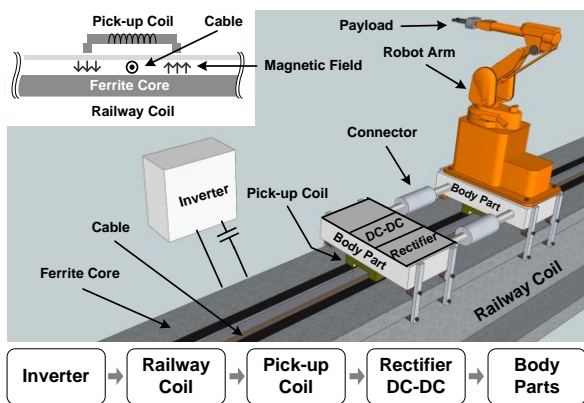 Pick-up Coil
Cable
Magnetic Field
Ferrite Core
Railway Coil
Payload
Robot Arm
Connector
Inverter
Pick-up Coil
Cable
Ferrite Core
Body Part
DC-DC
Rectifier
Body Part
Railway Coil
Inverter
Railway
Coil
Pick-up
Coil
Rectifier
DC-DC
Body
Parts